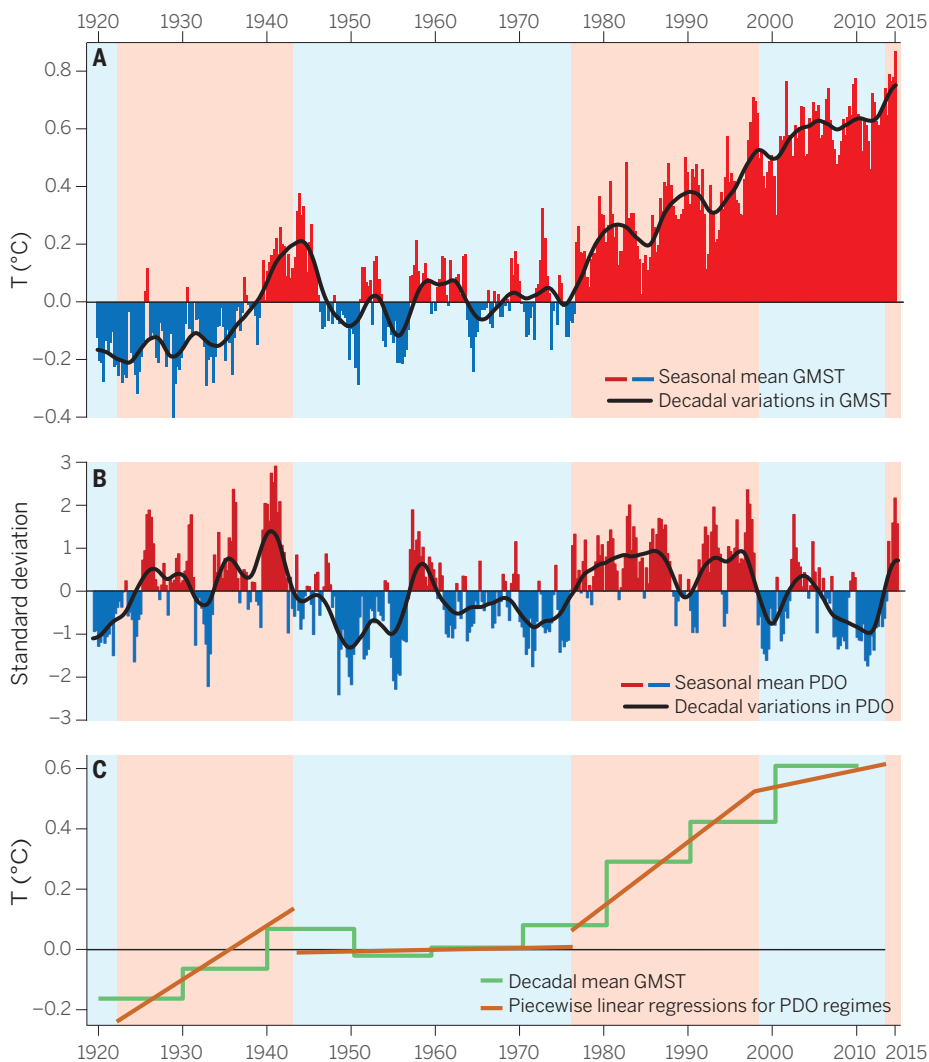 1920 1930 1940 1950 1960 1970 1980 1990 2000 2010 2015
A
0.8
0.6
0.4
0.2
0.0
−0.2
−0.4
T (°C)
Seasonal mean GMST
Decadal variations in GMST
B
3
2
1
0
−1
−2
−3
Standard deviation
Seasonal mean PDO
Decadal variations in PDO
C
0.6
0.4
0.2
0.0
−0.2
T (°C)
Decadal mean GMST
Piecewise linear regressions for PDO regimes
1920 1930 1940 1950 1960 1970 1980 1990 2000 2010 2015